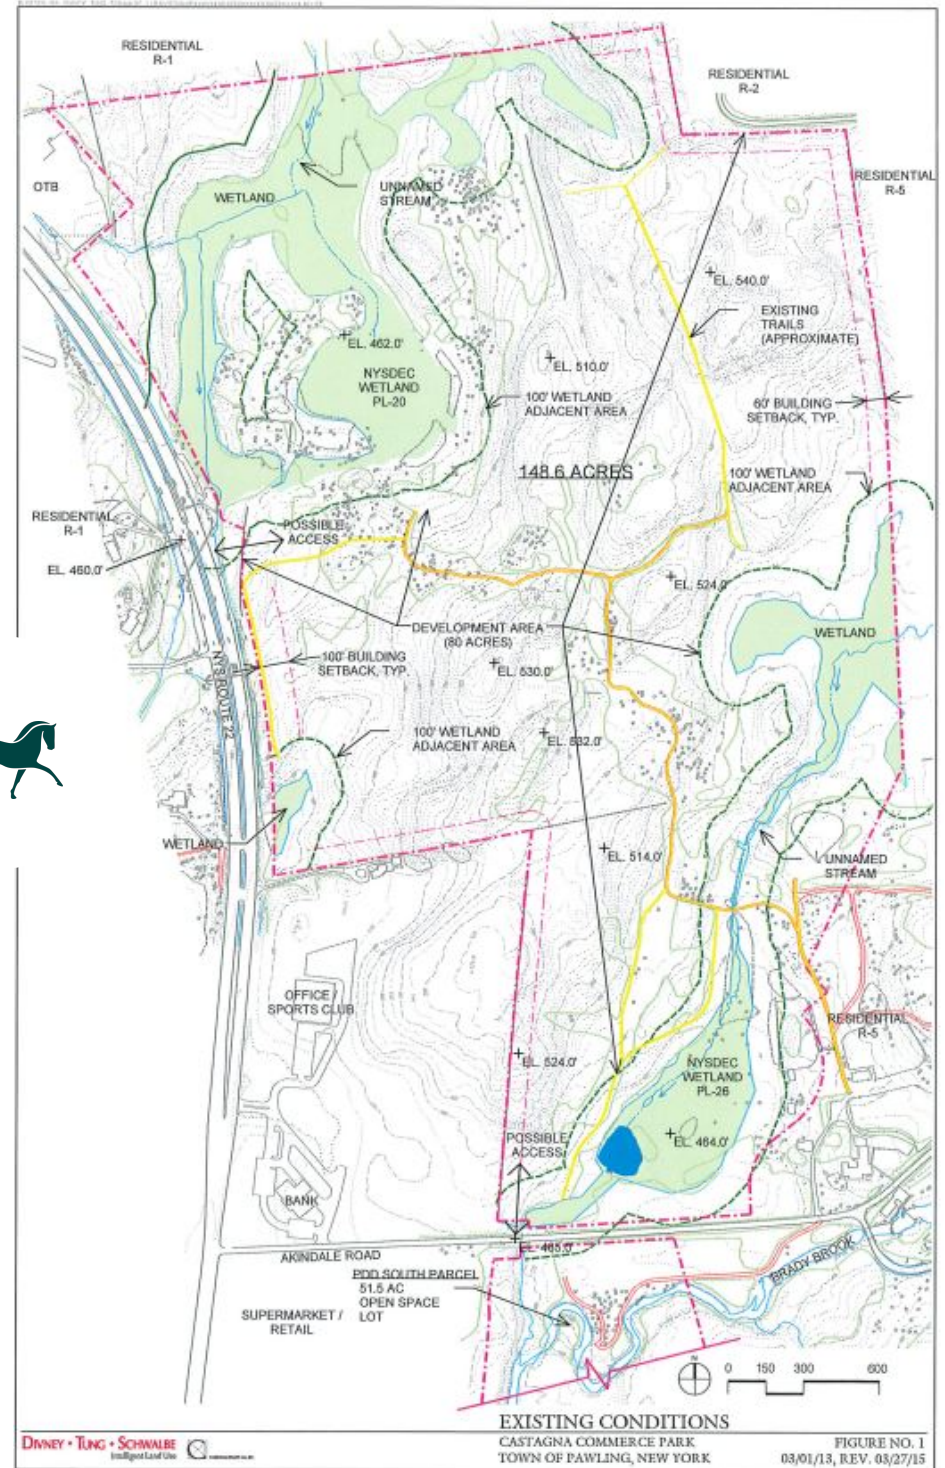 RESIDENTIAL
R-1
RESIDENTIAL
R-2
RESIDENTIAL
R-5
OTB
WETLAND
UNNAMED
STREAM
EL. 540.0'
EXISTING
TRAILS
(APPROXIMATE)
EL. 462.0'
EL. 510.0'
NYSDEC
WETLAND
PL-20
100' WETLAND
ADJACENT AREA
60' BUILDING
SETBACK, TYP.
148.6 ACRES
100' WETLAND
ADJACENT AREA
RESIDENTIAL
R-1
POSSIBLE
ACCESS
EL. 460.0'
EL. 524.0'
DEVELOPMENT AREA
(80 ACRES)
WETLAND
100' BUILDING
SETBACK, TYP.
EL. 530.0'
NYS ROUTE 22
100' WETLAND
ADJACENT AREA
EL. 532.0'
WETLAND
EL. 514.0'
UNNAMED
STREAM
OFFICE /
SPORTS CLUB
RESIDENTIAL
R-5
EL. 524.0'
NYSDEC
WETLAND
PL-26
EL. 464.0'
POSSIBLE
ACCESS
BANK
EL. 465.0'
AKINDALE ROAD
BRADY BROOK
PDD SOUTH PARCEL
51.5 AC
OPEN SPACE
LOT
SUPERMARKET /
RETAIL
N
0 150 300 600
EXISTING CONDITIONS
CASTAGNA COMMERCE PARK
TOWN OF PAWLING, NEW YORK
FIGURE NO. 1
03/01/13, REV. 03/27/15
DIVNEY • TUNG • SCHWALBE
Intelligent Land Use